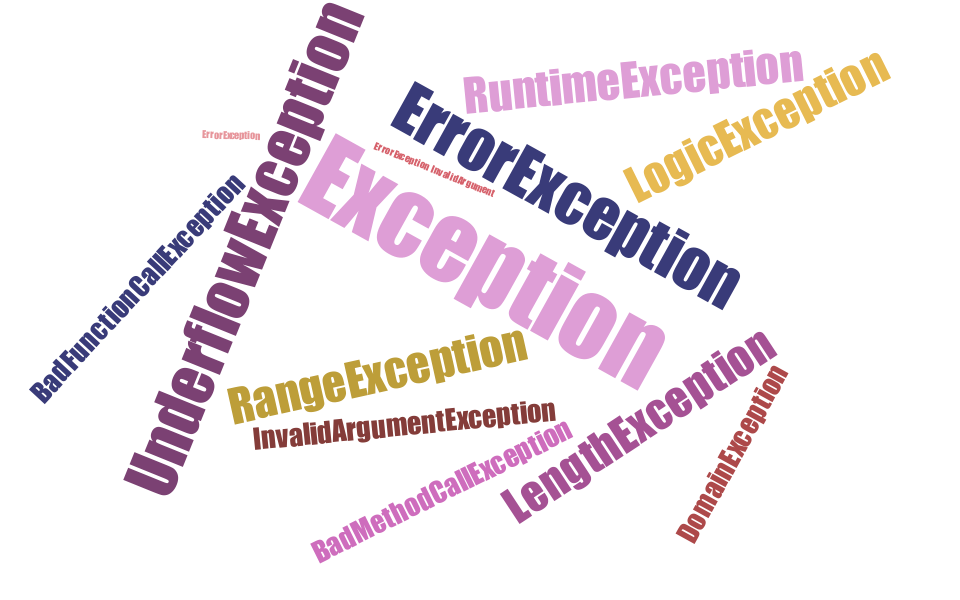 UnderflowException
RuntimeException
LogicException
ErrorException
ErrorException
ErrorException InvalidArgument
Exception
BadFunctionCallException
RangeException
InvalidArgumentException
LengthException
DomainException
BadMethodCallException